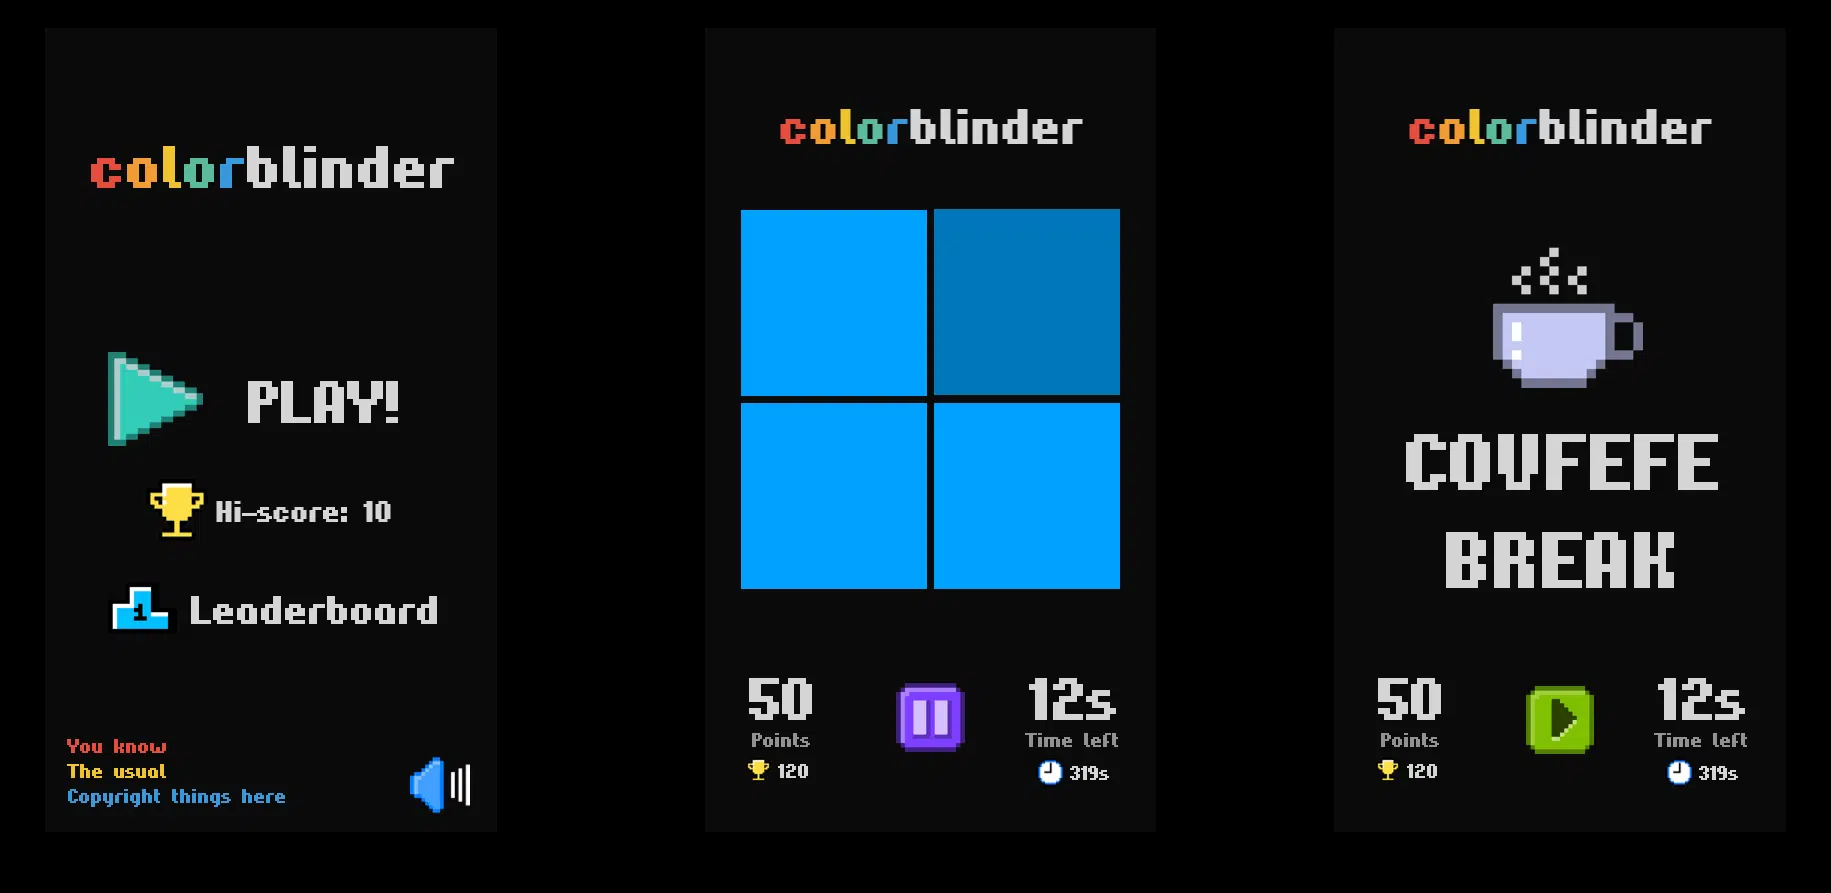 colorblinder
PLAY!
Hi-score: 10
1
Leaderboard
You know
The usual
Copyright things here
colorblinder
50
Points
120
12s
Time left
319s
colorblinder
COVFEFE
BREAK
50
Points
120
12s
Time left
319s